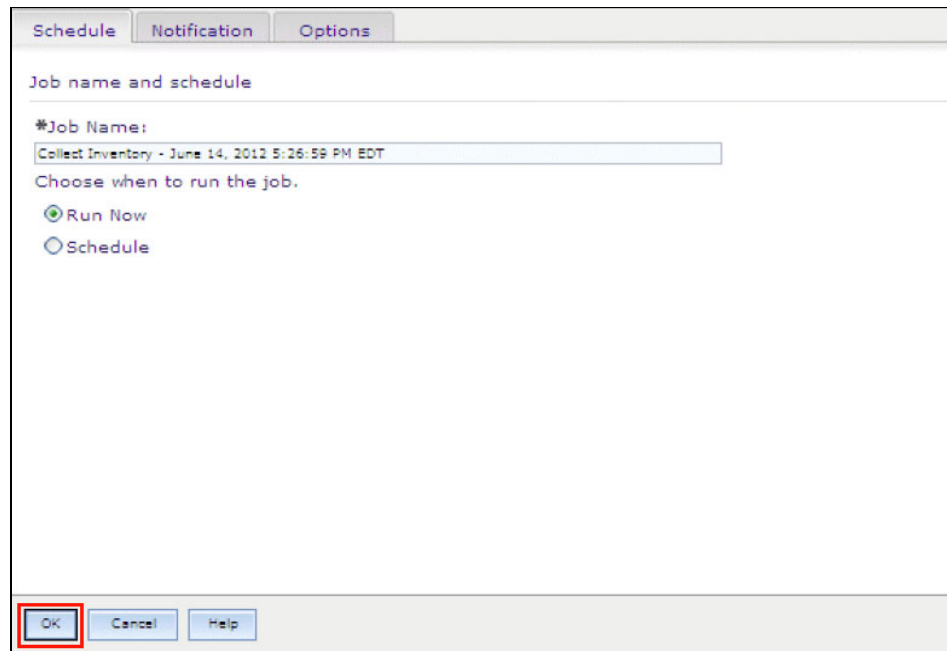 Schedule Notification Options
Job name and schedule
*Job Name:
Collect Inventory - June 14, 2012 5:26:59 PM EDT
Choose when to run the job.
Run Now
Schedule
OK Cancel Help